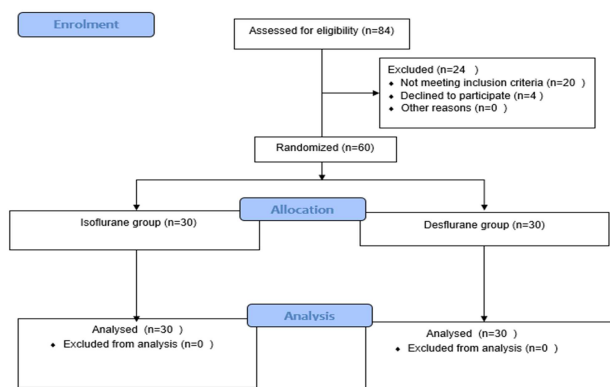 Enrolment
Assessed for eligibility (n=84)
Excluded (n=24 )
♦ Not meeting inclusion criteria (n=20 )
♦ Declined to participate (n=4 )
♦ Other reasons (n=0 )
Randomized (n=60)
Allocation
Isoflurane group (n=30)
Desflurane group (n=30)
Analysis
Analysed (n=30 )
♦ Excluded from analysis (n=0 )
Analysed (n=30 )
♦ Excluded from analysis (n=0 )